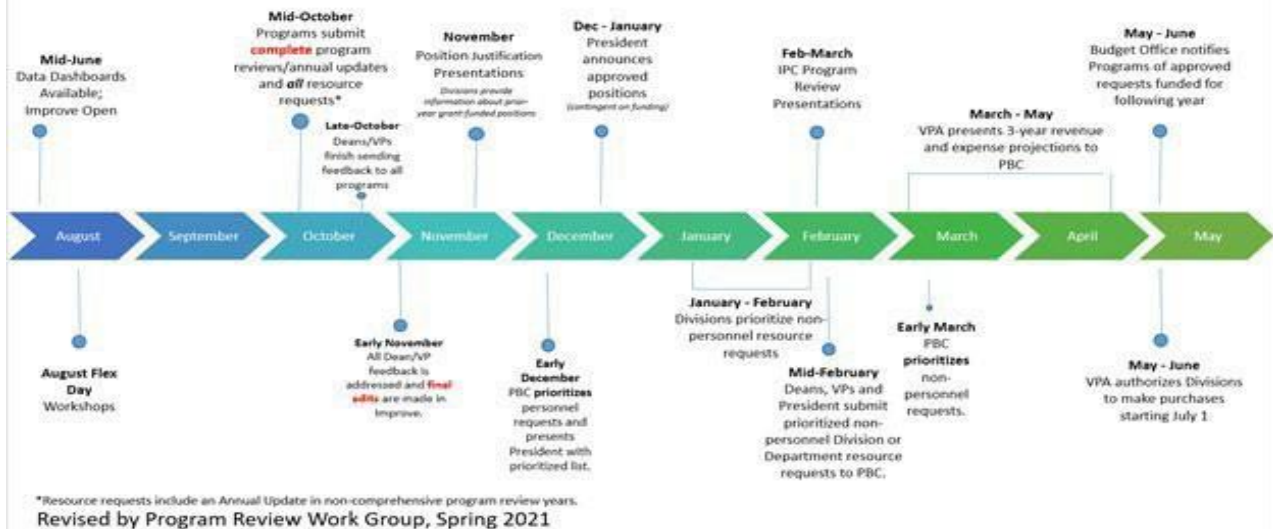 Mid-June
Data Dashboards
Available;
Improve Open
Mid-October
Programs submit
complete program
reviews/annual updates
and all resource
requests*
Late-October
Deans/VPs
finish sending
feedback to all
programs
November
Position Justification
Presentations
Divisions provide
information about prior-
year grant-funded positions
Dec - January
President
announces
approved
positions
(contingent on funding)
Feb-March
IPC Program
Review
Presentations
March - May
VPA presents 3-year revenue
and expense projections to
PBC
May - June
Budget Office notifies
Programs of approved
requests funded for
following year
August
September
October
November
December
January
February
March
April
May
August Flex
Day
Workshops
Early November
All Dean/VP
feedback is
addressed and final
edits are made in
Improve.
Early
December
PBC prioritizes
personnel
requests and
presents
President with
prioritized list.
January - February
Divisions prioritize non-
personnel resource
requests
Mid-February
Deans, VPs and
President submit
prioritized non-
personnel Division or
Department resource
requests to PBC.
Early March
PBC
prioritizes
non-
personnel
requests.
May - June
VPA authorizes Divisions
to make purchases
starting July 1
*Resource requests include an Annual Update in non-comprehensive program review years.
Revised by Program Review Work Group, Spring 2021